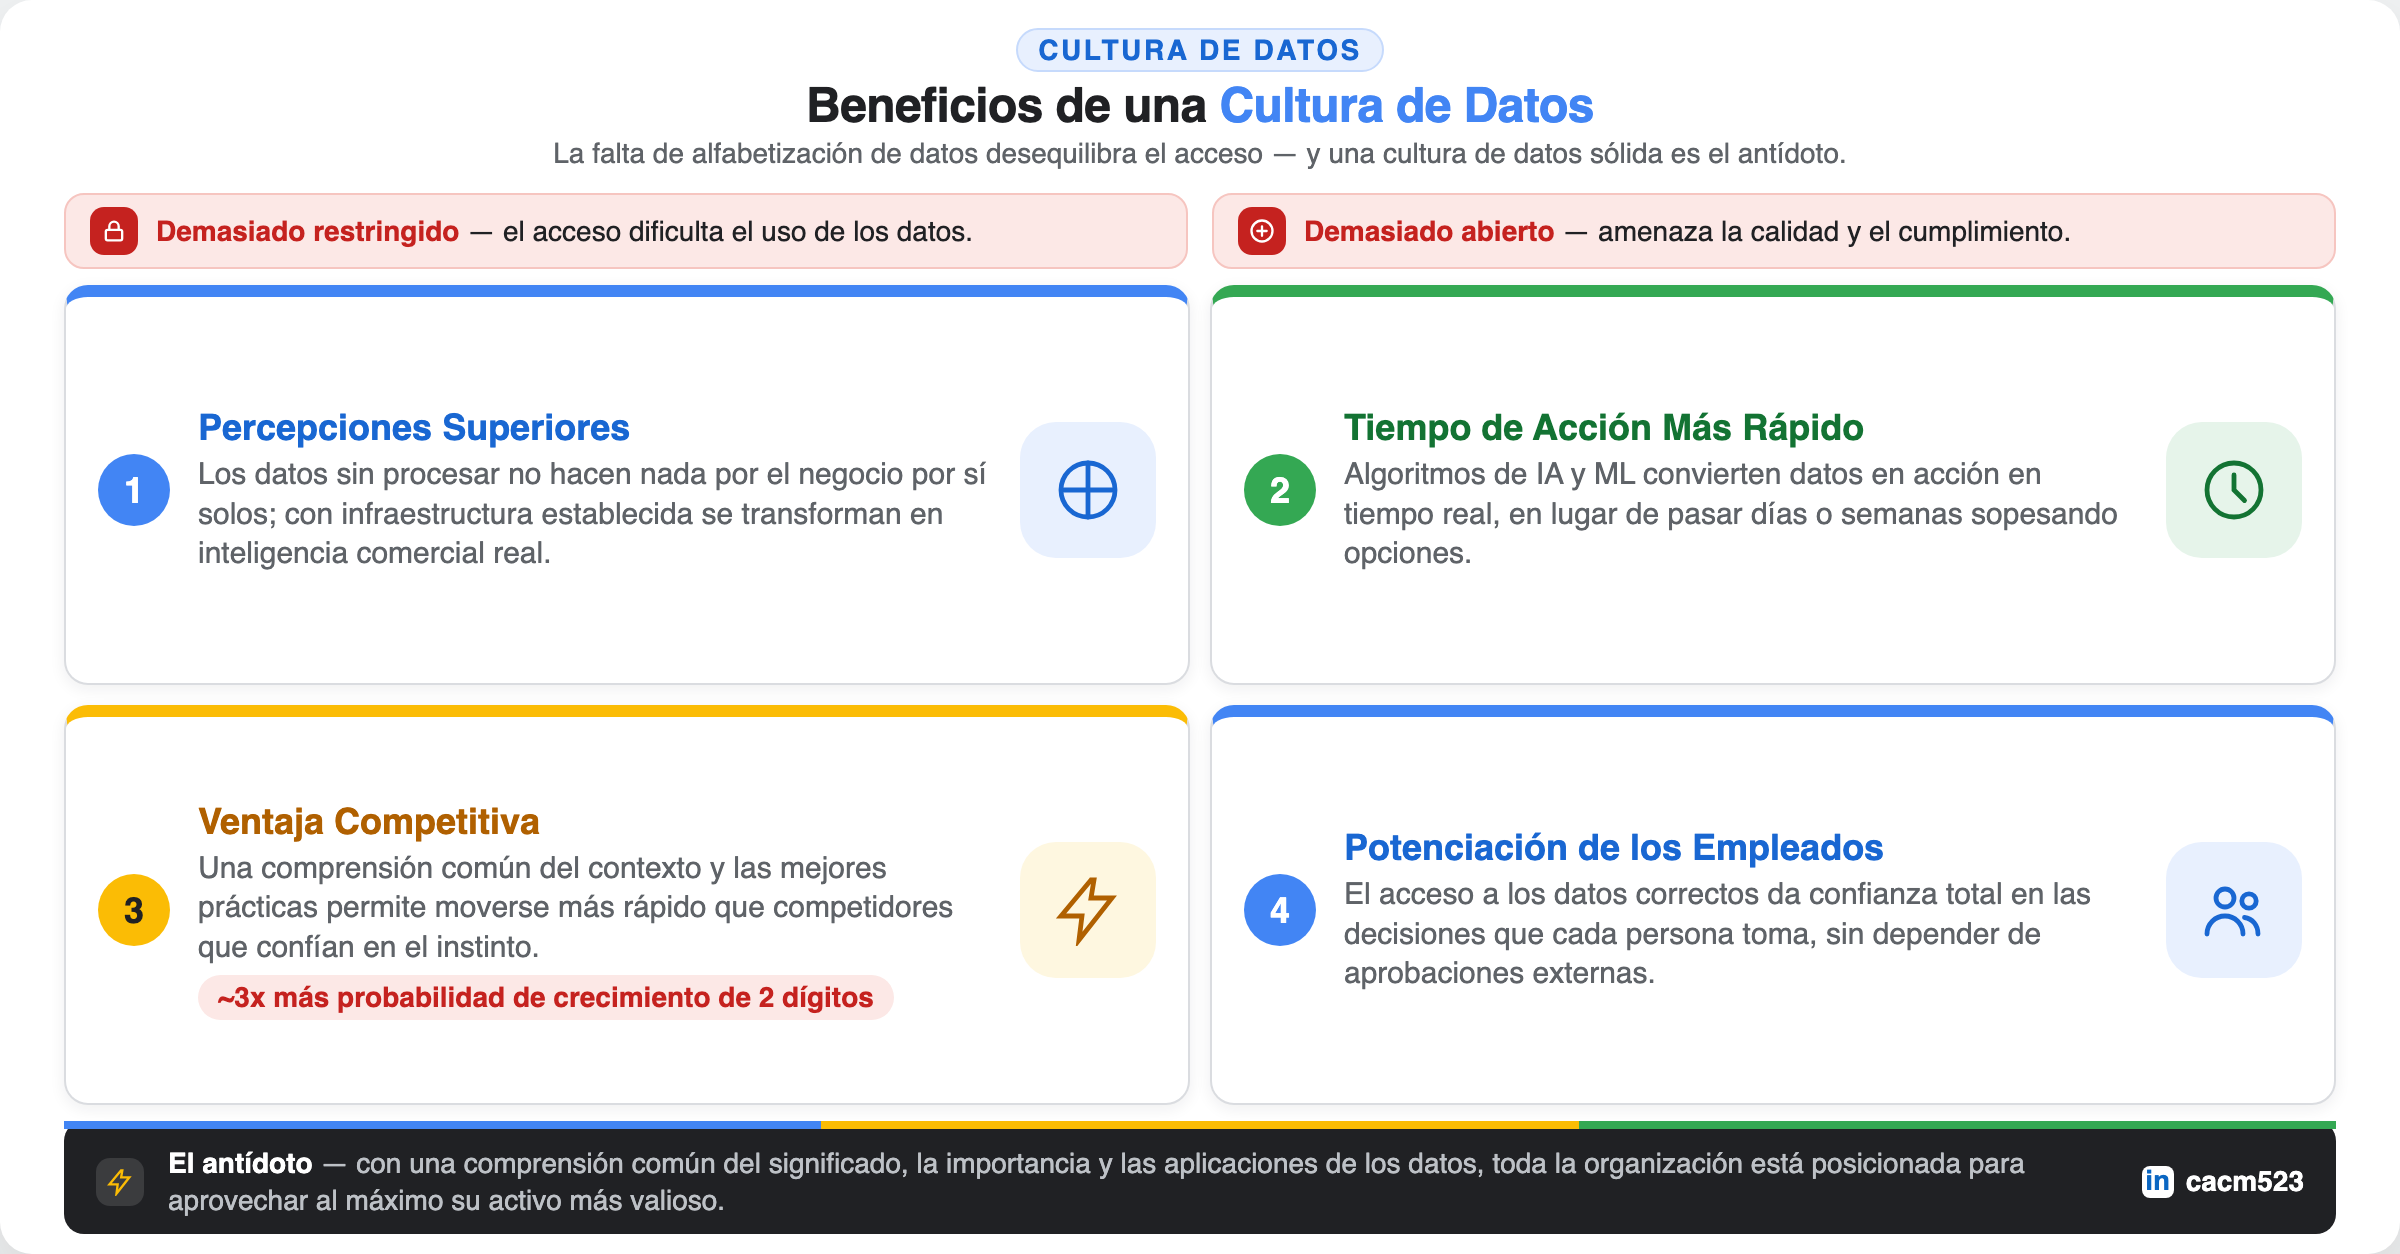 CULTURA DE DATOS
Beneficios de una Cultura de Datos
La falta de alfabetización de datos desequilibra el acceso — y una cultura de datos sólida es el antídoto.
Demasiado restringido — el acceso dificulta el uso de los datos.
Demasiado abierto — amenaza la calidad y el cumplimiento.
1
Percepciones Superiores
Los datos sin procesar no hacen nada por el negocio por sí
solos; con infraestructura establecida se transforman en
inteligencia comercial real.
2
Tiempo de Acción Más Rápido
Algoritmos de IA y ML convierten datos en acción en
tiempo real, en lugar de pasar días o semanas sopesando
opciones.
3
Ventaja Competitiva
Una comprensión común del contexto y las mejores
prácticas permite moverse más rápido que competidores
que confían en el instinto.
~3x más probabilidad de crecimiento de 2 dígitos
4
Potenciación de los Empleados
El acceso a los datos correctos da confianza total en las
decisiones que cada persona toma, sin depender de
aprobaciones externas.
El antídoto — con una comprensión común del significado, la importancia y las aplicaciones de los datos, toda la organización está posicionada para
aprovechar al máximo su activo más valioso.
in cacm523